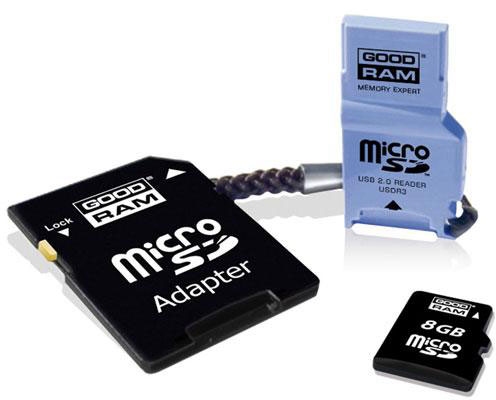 GOOD
RAM
MEMORY EXPERT
micro
SD
USB 2.0 READER
USDR3
GOOD
RAM
Lock
micro
SD
Adapter
GOOD
RAM
8GB
micro
SD